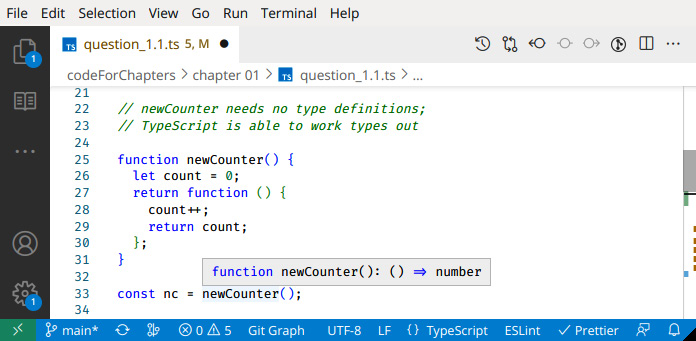 File Edit Selection View Go Run Terminal Help
TS question_1.1.ts 5, M
1
codeForChapters > chapter 01 > TS question_1.1.ts > ...
21
22 // newCounter needs no type definitions;
23 // TypeScript is able to work types out
24
25 function newCounter() {
26 let count = 0;
27 return function () {
28 count++;
29 return count;
30 };
31 }
32 function newCounter(): () ⇒ number
33 const nc = newCounter();
34
1
main* 0 5 Git Graph UTF-8 LF {} TypeScript ESLint Prettier